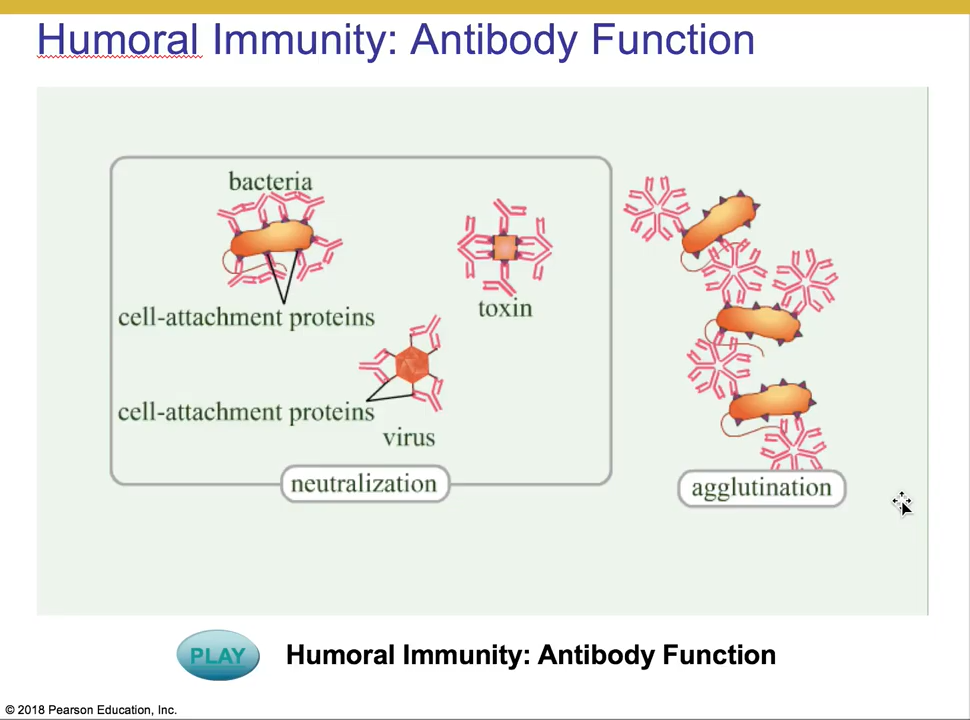 Humoral Immunity: Antibody Function
bacteria
cell-attachment proteins
toxin
cell-attachment proteins
virus
neutralization
agglutination
PLAY
Humoral Immunity: Antibody Function
© 2018 Pearson Education, Inc.